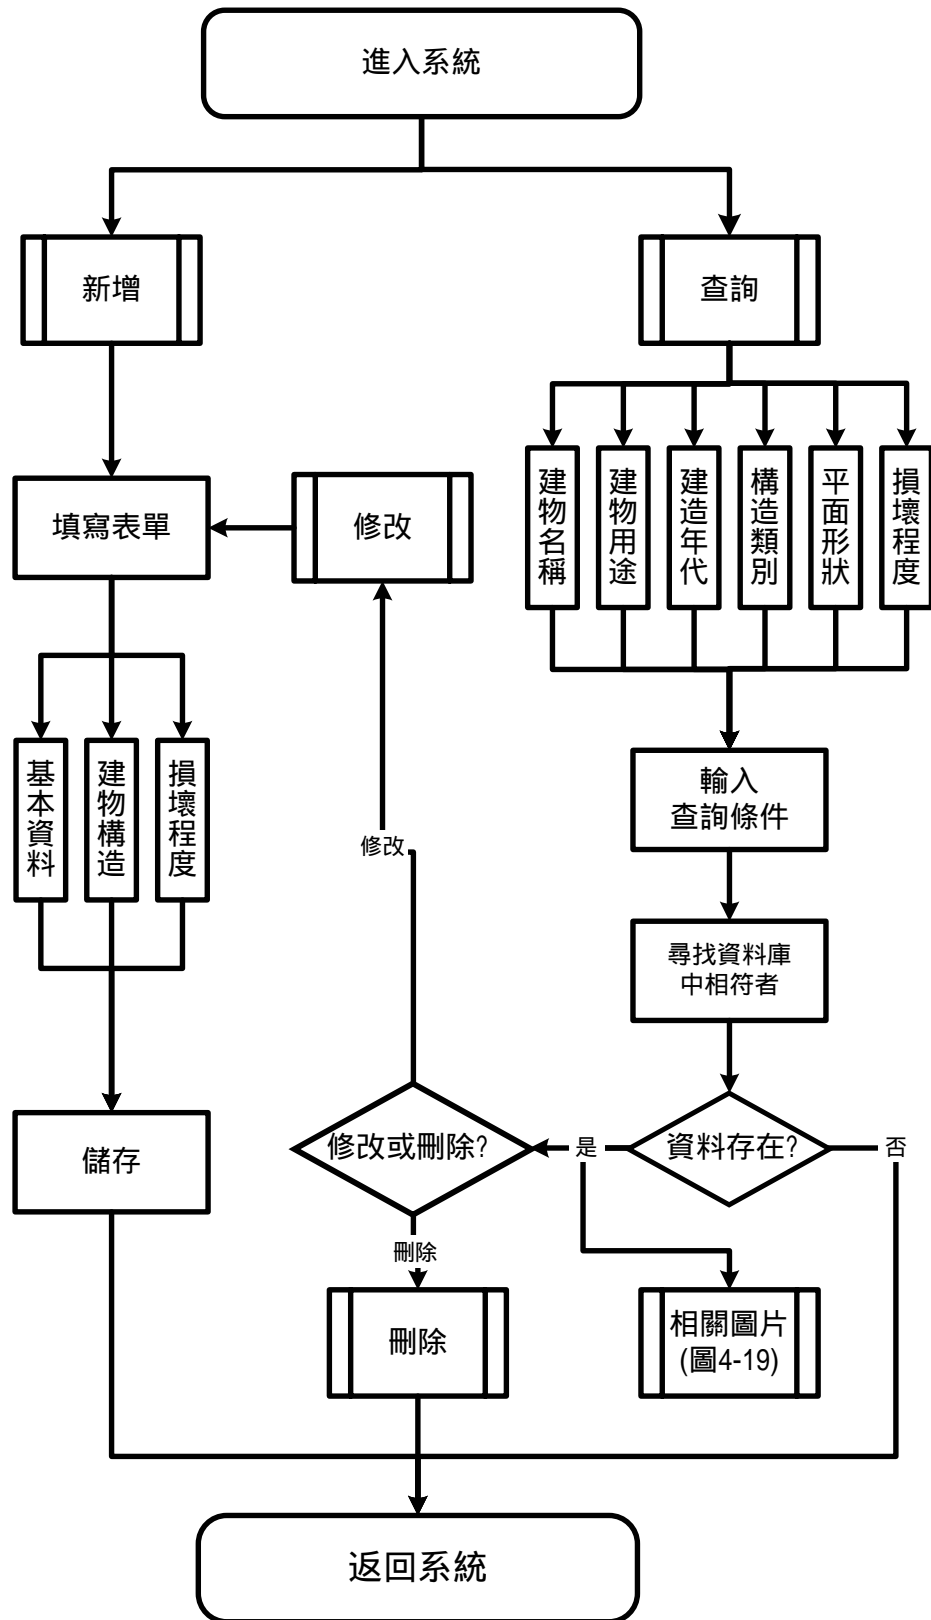 進入系統
新增
查詢
建物名稱
建物用途
建造年代
構造類別
平面形狀
損壞程度
填寫表單
修改
基本資料
建物構造
損壞程度
輸入
查詢條件
修改
尋找資料庫
中相符者
儲存
修改或刪除?
是
資料存在?
否
刪除
刪除
相關圖片
(圖4-19)
返回系統